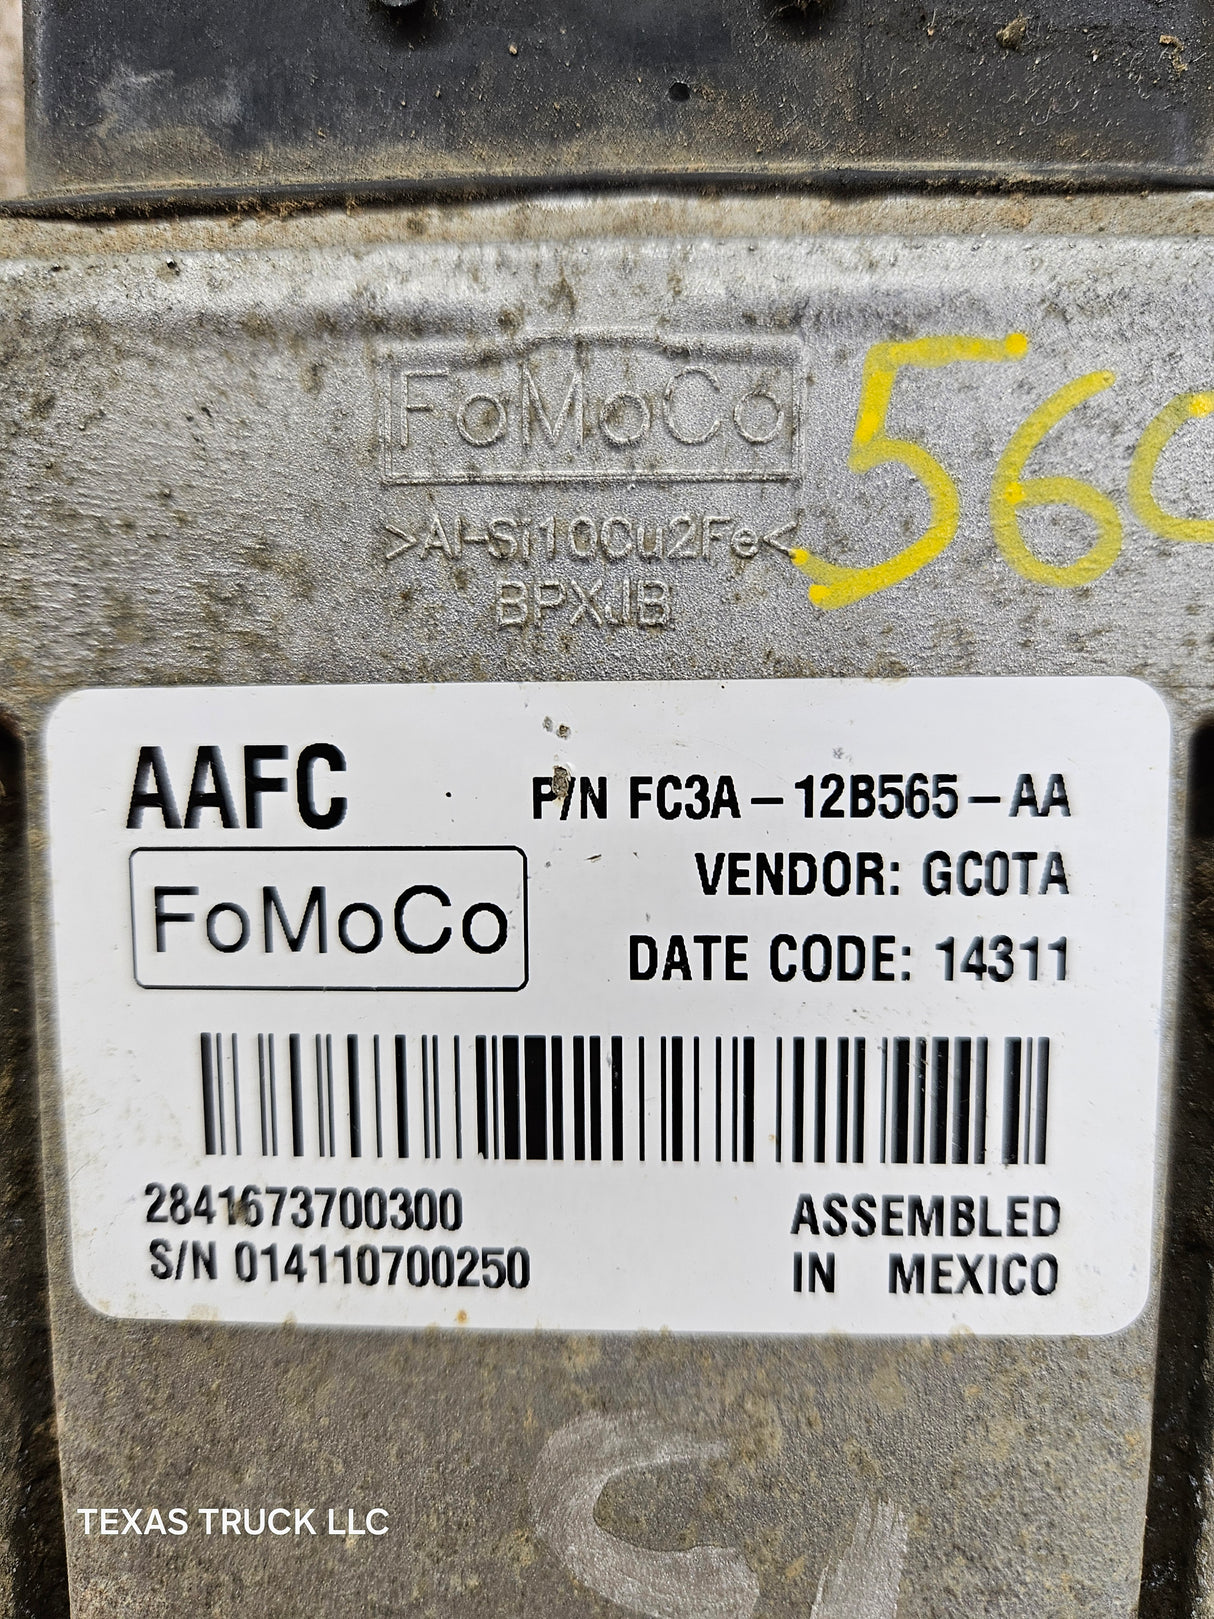 FoMoCo
>Al-Si10Cu2Fe<
BPXJB
AAFC
P/N FC3A-12B565-AA
FoMoCo
VENDOR: GC0TA
DATE CODE: 14311
2841673700300
S/N 014110700250
ASSEMBLED
IN MEXICO
TEXAS TRUCK LLC